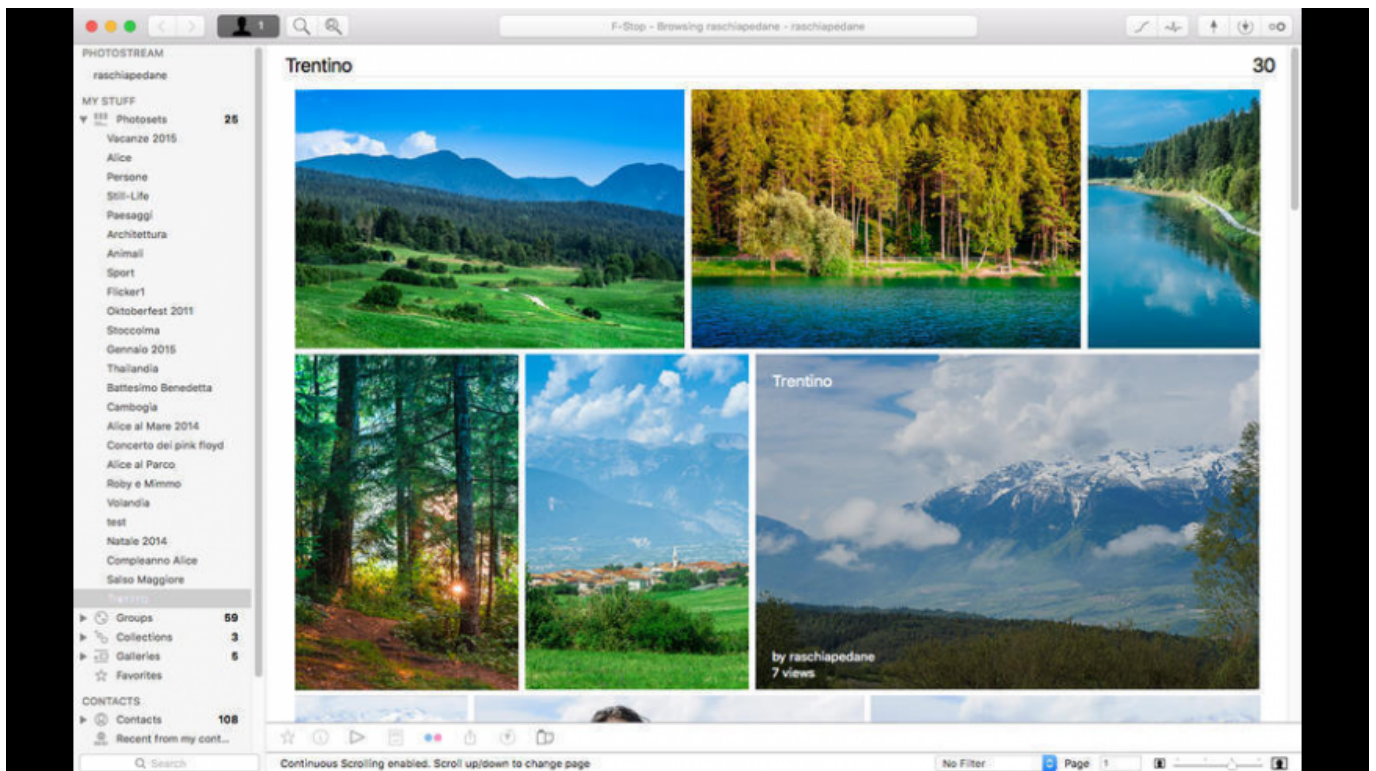 1
F-Stop - Browsing raschiapedane - raschiapedane
PHOTOSTREAM
raschiapedane
MY STUFF
Photosets 25
Vacanze 2015
Alice
Persone
Still-Life
Paesaggi
Architettura
Animali
Sport
Flicker1
Oktoberfest 2011
Stoccolma
Gennaio 2015
Thailandia
Battesimo Benedetta
Cambogia
Alice al Mare 2014
Concerto dei pink floyd
Alice al Parco
Roby e Mimmo
Volandia
test
Natale 2014
Compleanno Alice
Salso Maggiore
Trentino
Groups 59
Collections 3
Galleries 5
Favorites
CONTACTS
Contacts 108
Recent from my cont...
Search
Trentino 30
Trentino
by raschiapedane
7 views
Continuous Scrolling enabled. Scroll up/down to change page
No Filter
Page 1